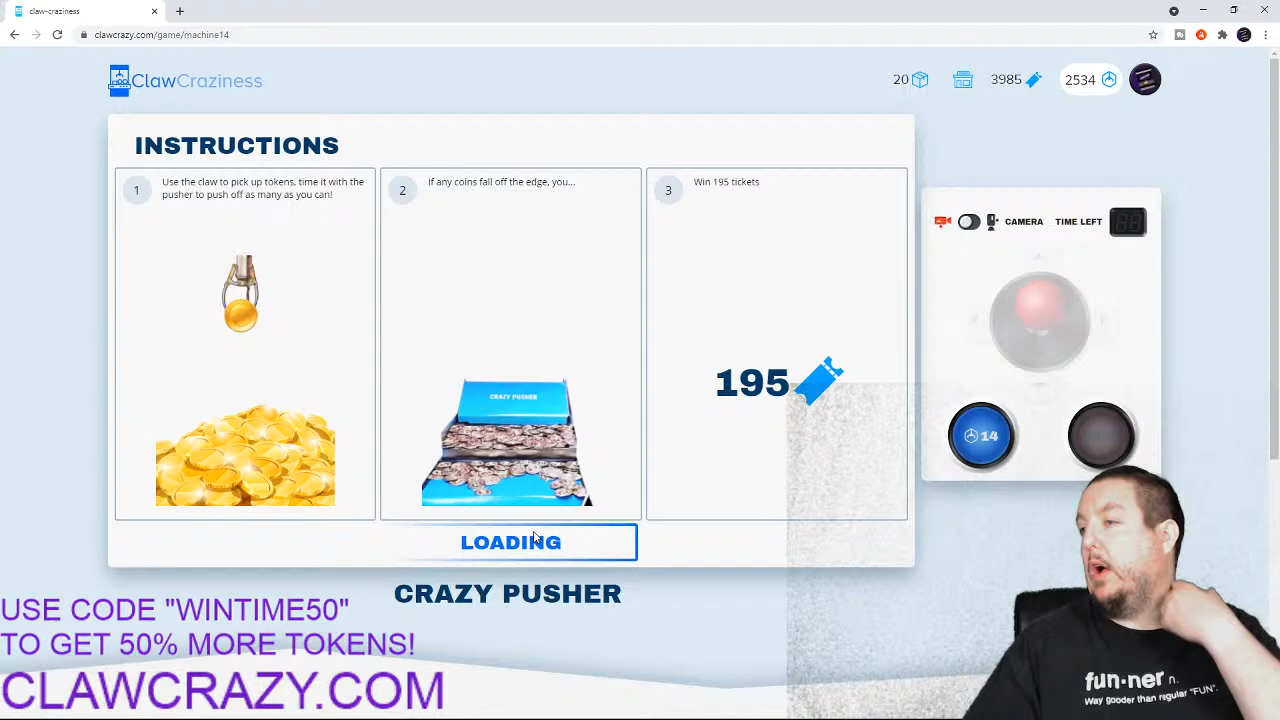 claw-craziness
clawcrazy.com/game/machine14
ClawCraziness
20
3985
2534
INSTRUCTIONS
1
Use the claw to pick up tokens, time it with the
pusher to push off as many as you can!
2
If any coins fall off the edge, you...
3
Win 195 tickets
CAMERA
TIME LEFT
88
CRAZY PUSHER
195
14
LOADING
CRAZY PUSHER
USE CODE "WINTIME50"
TO GET 50% MORE TOKENS!
CLAWCRAZY.COM
fun·ner n.
Way gooder than regular "FUN".